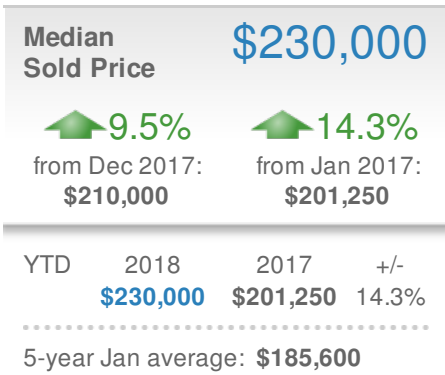 Median
Sold Price
$230,000
9.5%
from Dec 2017:
$210,000
14.3%
from Jan 2017:
$201,250
YTD 2018 2017 +/-
$230,000 $201,250 14.3%
5-year Jan average: $185,600